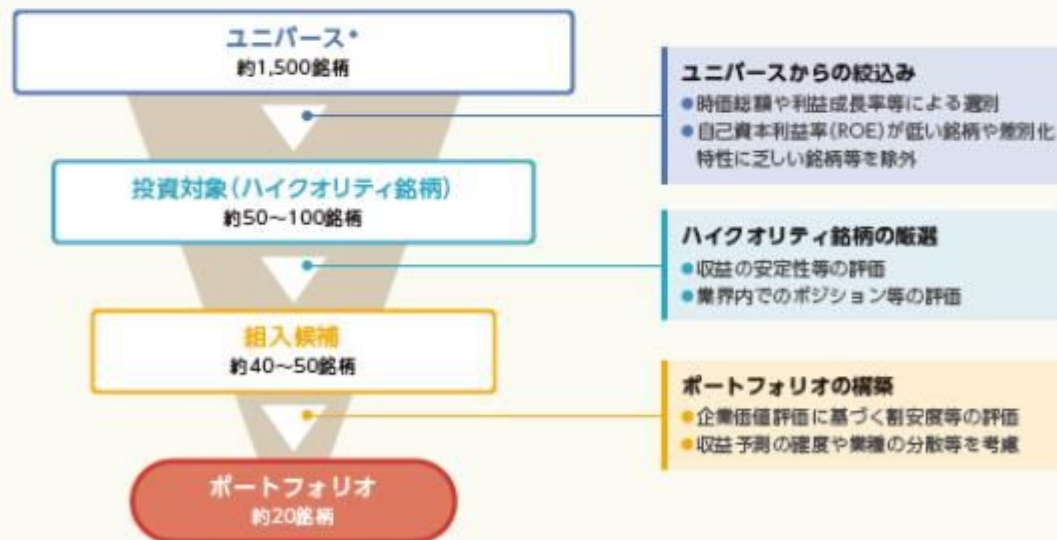 ユニバース*
約1,500銘柄
ユニバースからの絞込み
●時価総額や利益成長率等による選別
●自己資本利益率(ROE)が低い銘柄や差別化
特性に乏しい銘柄等を除外
投資対象(ハイクオリティ銘柄)
約50～100銘柄
ハイクオリティ銘柄の厳選
●収益の安定性等の評価
●業界内でのポジション等の評価
組入候補
約40～50銘柄
ポートフォリオの構築
●企業価値評価に基づく割安度等の評価
●収益予測の確度や業種の分散等を考慮
ポートフォリオ
約20銘柄